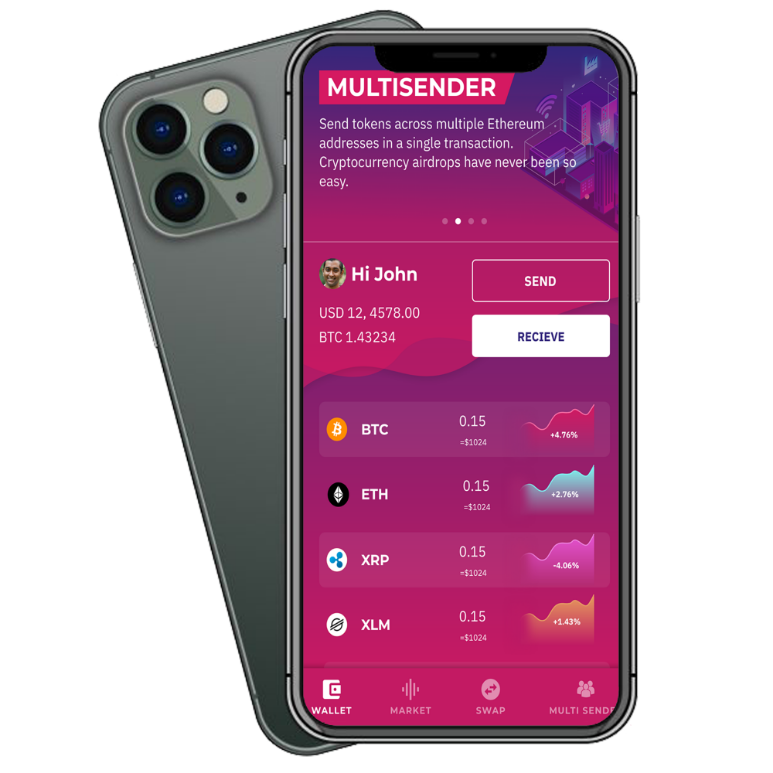 MULTISENDER
Send tokens across multiple Ethereum
addresses in a single transaction.
Cryptocurrency airdrops have never been so
easy.
Hi John
SEND
USD 12, 4578.00
BTC 1.43234
RECIEVE
BTC
0.15
≈$1024
+4.76%
ETH
0.15
≈$1024
+2.76%
XRP
0.15
≈$1024
-4.06%
XLM
0.15
≈$1024
+1.43%
WALLET
MARKET
SWAP
MULTI SENDE